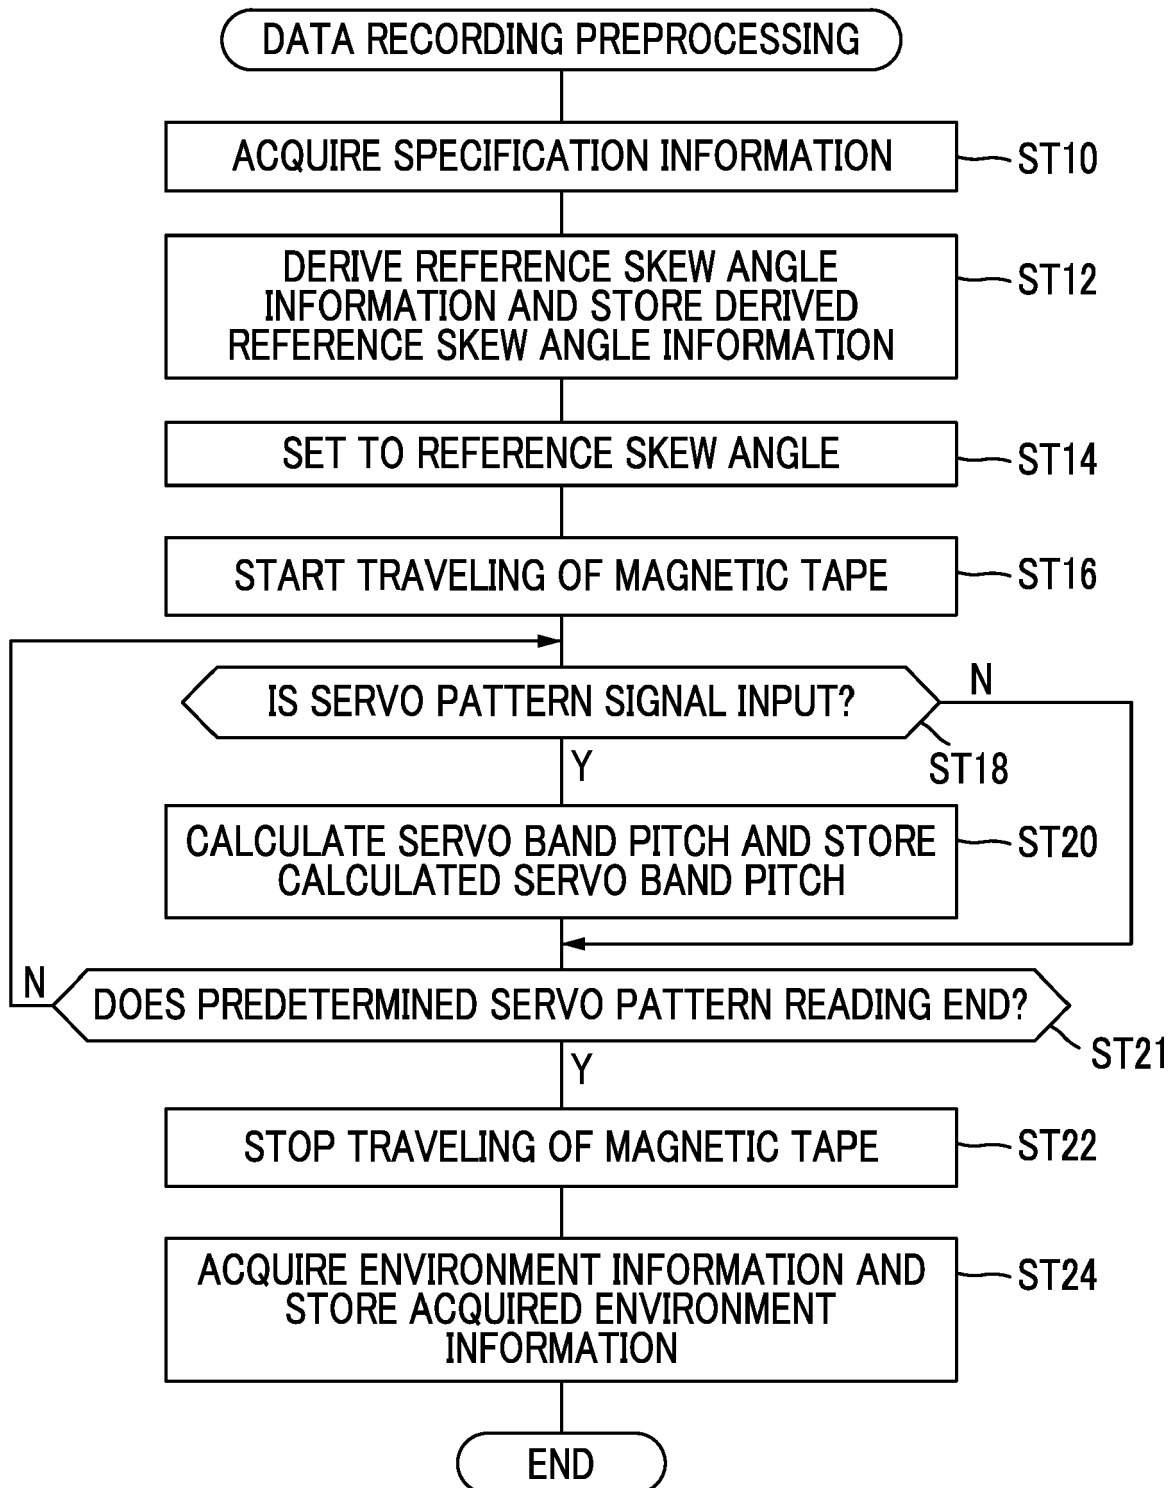 DATA RECORDING PREPROCESSING
ACQUIRE SPECIFICATION INFORMATION
ST10
DERIVE REFERENCE SKEW ANGLE
INFORMATION AND STORE DERIVED
REFERENCE SKEW ANGLE INFORMATION
ST12
SET TO REFERENCE SKEW ANGLE
ST14
START TRAVELING OF MAGNETIC TAPE
ST16
IS SERVO PATTERN SIGNAL INPUT?
N
ST18
Y
CALCULATE SERVO BAND PITCH AND STORE
CALCULATED SERVO BAND PITCH
ST20
N
DOES PREDETERMINED SERVO PATTERN READING END?
ST21
Y
STOP TRAVELING OF MAGNETIC TAPE
ST22
ACQUIRE ENVIRONMENT INFORMATION AND
STORE ACQUIRED ENVIRONMENT
INFORMATION
ST24
END